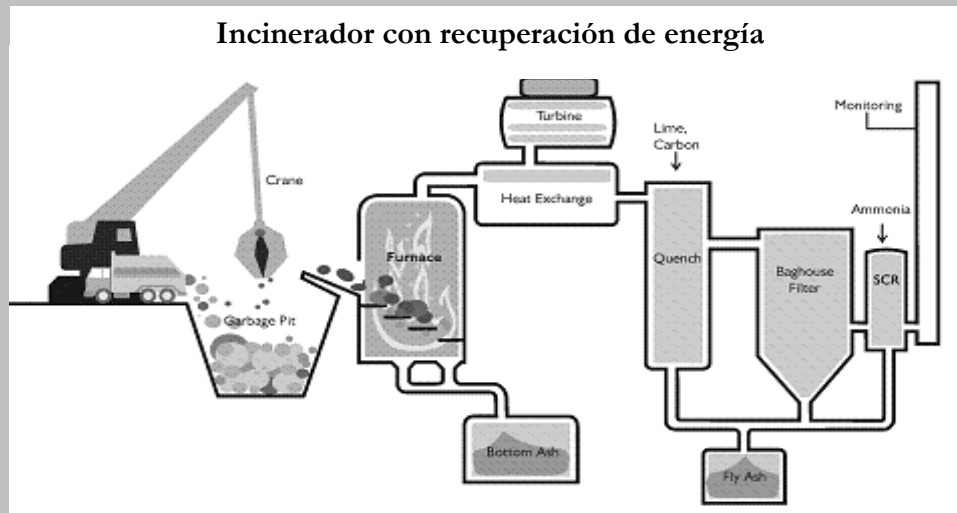 Incinerador con recuperación de energía
Crane
Garbage Pit
Furnace
Bottom Ash
Turbine
Heat Exchange
Lime,
Carbon
Quench
Baghouse
Filter
Fly Ash
Ammonia
SCR
Monitoring